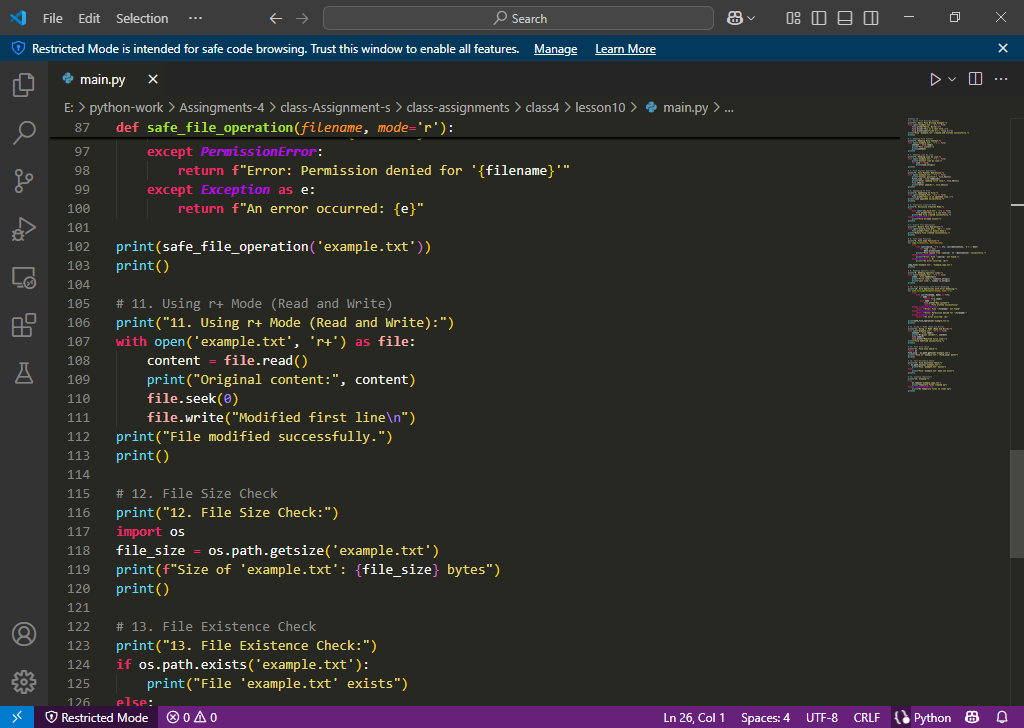 File Edit Selection ··· Search
Restricted Mode is intended for safe code browsing. Trust this window to enable all features. Manage Learn More
main.py
E: > python-work > Assingments-4 > class-Assignment-s > class-assignments > class4 > lesson10 > main.py > ...
87 def safe_file_operation(filename, mode='r'):
97 except PermissionError:
98 return f"Error: Permission denied for '{filename}'"
99 except Exception as e:
100 return f"An error occurred: {e}"
101
102 print(safe_file_operation('example.txt'))
103 print()
104
105 # 11. Using r+ Mode (Read and Write)
106 print("11. Using r+ Mode (Read and Write):")
107 with open('example.txt', 'r+') as file:
108 content = file.read()
109 print("Original content:", content)
110 file.seek(0)
111 file.write("Modified first line\n")
112 print("File modified successfully.")
113 print()
114
115 # 12. File Size Check
116 print("12. File Size Check:")
117 import os
118 file_size = os.path.getsize('example.txt')
119 print(f"Size of 'example.txt': {file_size} bytes")
120 print()
121
122 # 13. File Existence Check
123 print("13. File Existence Check:")
124 if os.path.exists('example.txt'):
125 print("File 'example.txt' exists")
126 else:
Restricted Mode 0 0 Ln 26, Col 1 Spaces: 4 UTF-8 CRLF Python